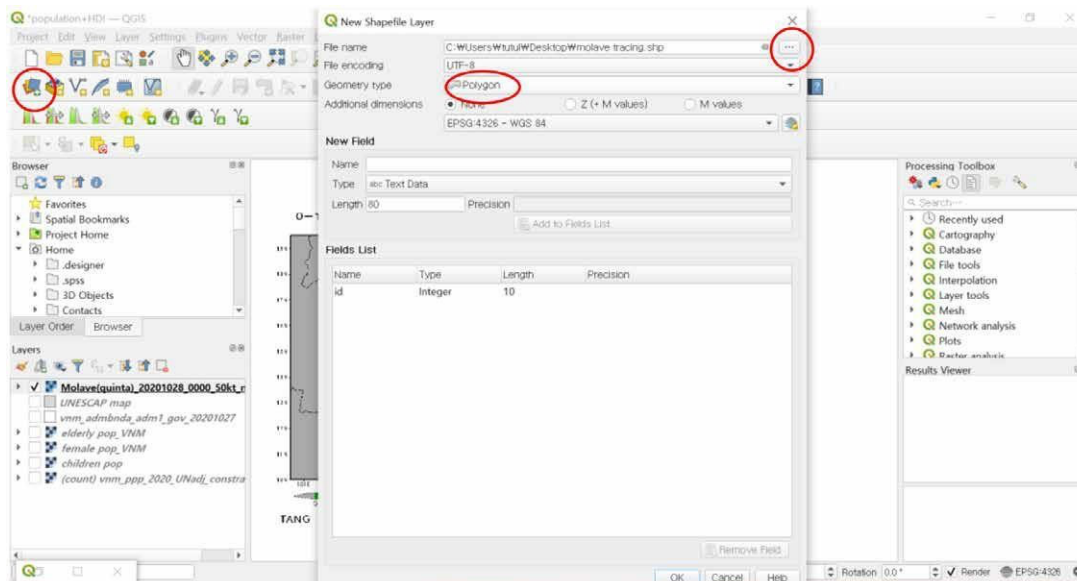 *population+HDI — QGIS
Project Edit View Layer Settings Plugins Vector Raster
Browser
Favorites
Spatial Bookmarks
Project Home
Home
.designer
.spss
3D Objects
Contacts
Layer Order Browser
Layers
Molave(quinta)_20201028_0000_50kt_r
UNESCAP map
vnm_admbnda_adm1_gov_20201027
elderly pop_VNM
female pop_VNM
children pop
(count) vnm_ppp_2020_UNadj_constra
TANG
New Shapefile Layer
File name C:₩Users₩tutul₩Desktop₩molave tracing.shp ...
File encoding UTF-8
Geometry type Polygon
Additional dimensions None Z (+ M values) M values
EPSG:4326 - WGS 84
New Field
Name
Type abc Text Data
Length 80 Precision
Add to Fields List
Fields List
Name Type Length Precision
id Integer 10
Remove Field
OK Cancel Help
Processing Toolbox
Search...
Recently used
Cartography
Database
File tools
Interpolation
Layer tools
Mesh
Network analysis
Plots
Raster analysis
Results Viewer
Rotation 0.0° Render EPSG:4326